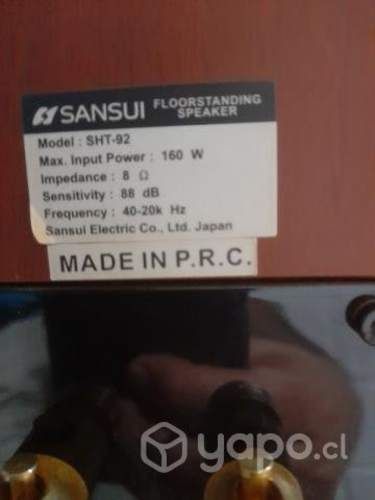 SANSUI FLOORSTANDING SPEAKER
Model : SHT-92
Max. Input Power : 160 W
Impedance : 8 Ω
Sensitivity : 88 dB
Frequency : 40-20k Hz
Sansui Electric Co., Ltd. Japan
MADE IN P.R.C.
yapo.cl